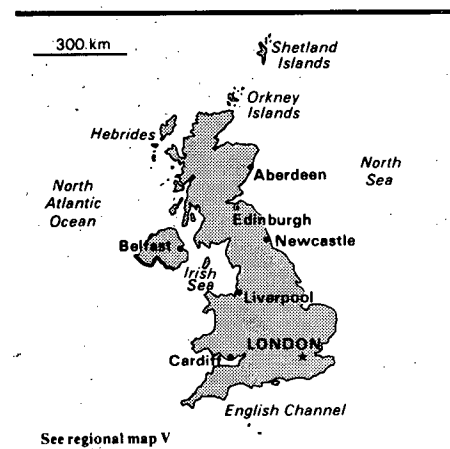 300 km
Shetland
Islands
Orkney
Islands
Hebrides
North
Sea
Aberdeen
North
Atlantic
Ocean
Edinburgh
Newcastle
Belfast
Irish
Sea
Liverpool
LONDON
Cardiff
English Channel
See regional map V